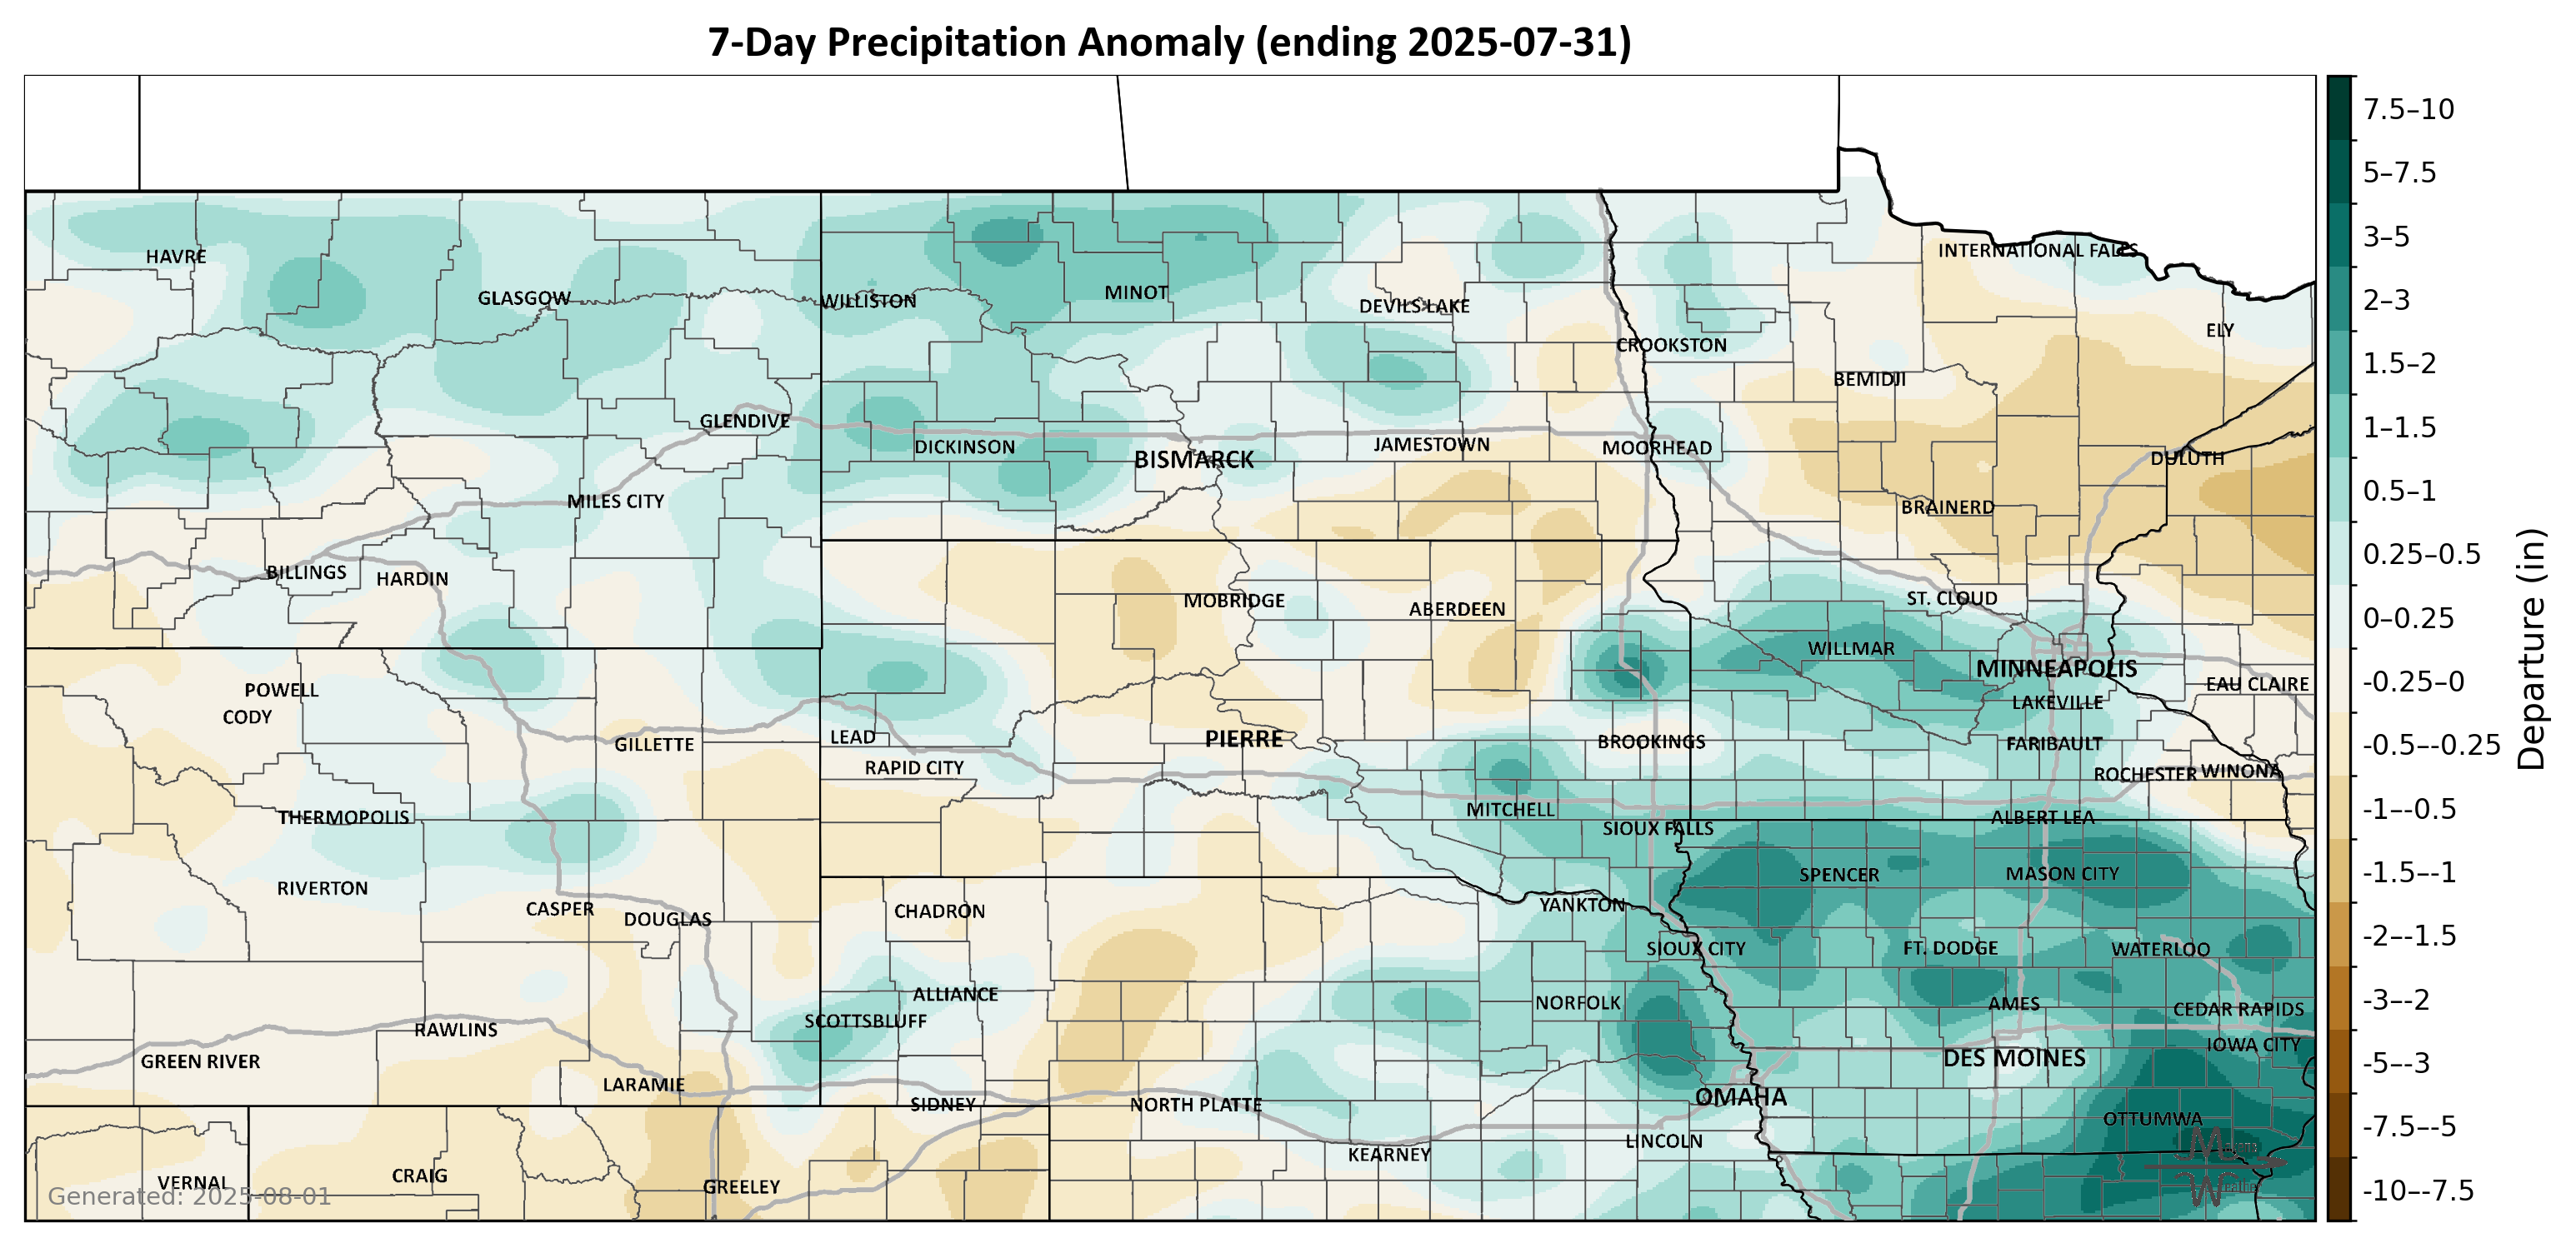 7-Day Precipitation Anomaly (ending 2025-07-31)
7.5–10
5–7.5
3–5
2–3
1.5–2
1–1.5
0.5–1
0.25–0.5
0–0.25
-0.25–0
-0.5–-0.25
-1–-0.5
-1.5–-1
-2–-1.5
-3–-2
-5–-3
-7.5–-5
-10–-7.5
Departure (in)
INTERNATIONAL FALLS
HAVRE
GLASGOW
WILLISTON
MINOT
DEVILS LAKE
ELY
CROOKSTON
BEMIDJI
GLENDIVE
DICKINSON
BISMARCK
JAMESTOWN
MOORHEAD
DULUTH
MILES CITY
BRAINERD
BILLINGS
HARDIN
MOBRIDGE
ABERDEEN
ST. CLOUD
WILLMAR
MINNEAPOLIS
EAU CLAIRE
POWELL
CODY
LAKEVILLE
GILLETTE
LEAD
PIERRE
BROOKINGS
FARIBAULT
RAPID CITY
ROCHESTER
WINONA
THERMOPOLIS
MITCHELL
ALBERT LEA
SIOUX FALLS
SPENCER
MASON CITY
RIVERTON
CASPER
DOUGLAS
CHADRON
YANKTON
SIOUX CITY
FT. DODGE
WATERLOO
ALLIANCE
NORFOLK
AMES
CEDAR RAPIDS
SCOTTSBLUFF
RAWLINS
IOWA CITY
GREEN RIVER
DES MOINES
LARAMIE
SIDNEY
NORTH PLATTE
OMAHA
OTTUMWA
LINCOLN
KEARNEY
VERNAL
CRAIG
GREELEY
Generated: 2025-08-01